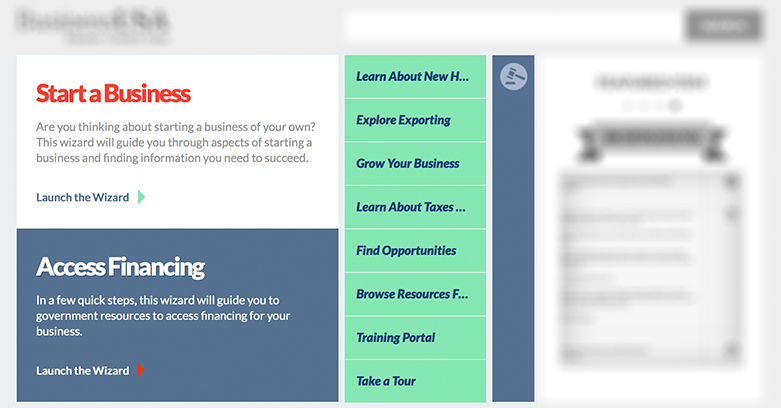 Start a Business
Are you thinking about starting a business of your own?
This wizard will guide you through aspects of starting a
business and finding information you need to succeed.
Launch the Wizard
Access Financing
In a few quick steps, this wizard will guide you to
government resources to access financing for your
business.
Launch the Wizard
Learn About New H...
Explore Exporting
Grow Your Business
Learn About Taxes ...
Find Opportunities
Browse Resources F...
Training Portal
Take a Tour